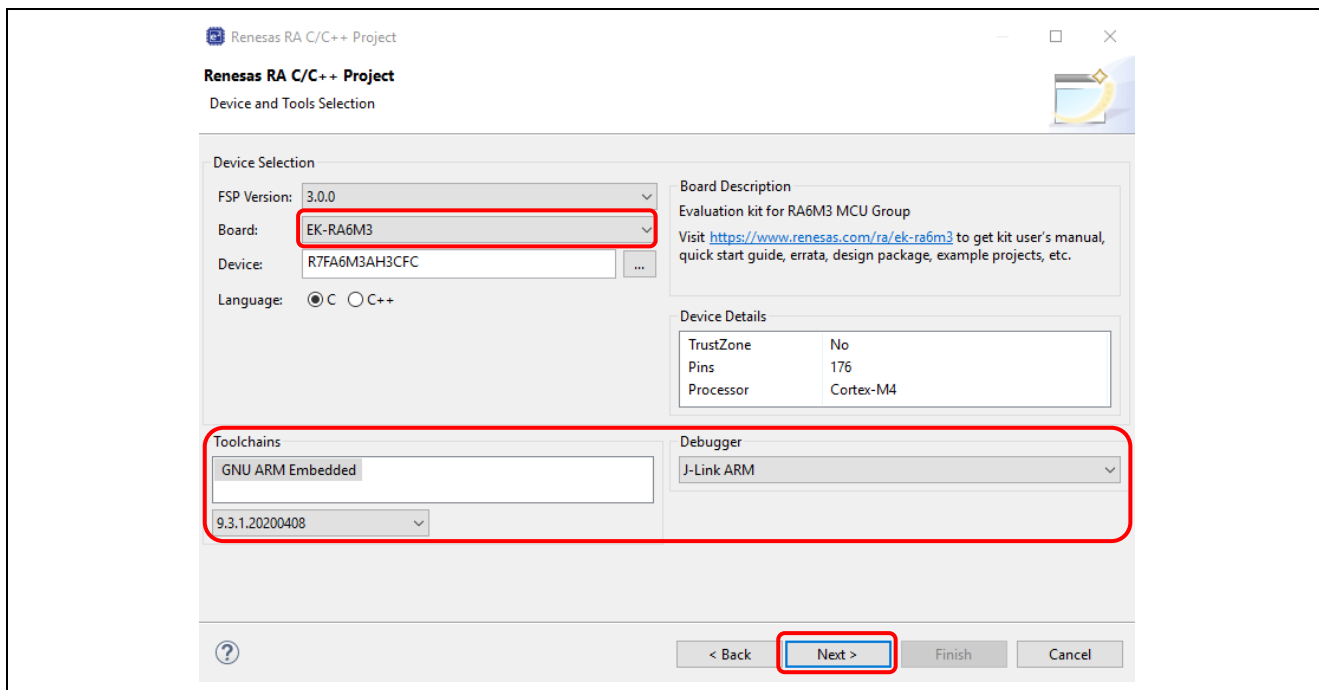 Renesas RA C/C++ Project
Renesas RA C/C++ Project
Device and Tools Selection
Device Selection
FSP Version: 3.0.0
Board: EK-RA6M3
Device: R7FA6M3AH3CFC ...
Language: C C++
Board Description
Evaluation kit for RA6M3 MCU Group
Visit https://www.renesas.com/ra/ek-ra6m3 to get kit user's manual,
quick start guide, errata, design package, example projects, etc.
Device Details
TrustZone No
Pins 176
Processor Cortex-M4
Toolchains
GNU ARM Embedded
9.3.1.20200408
Debugger
J-Link ARM
? < Back Next > Finish Cancel